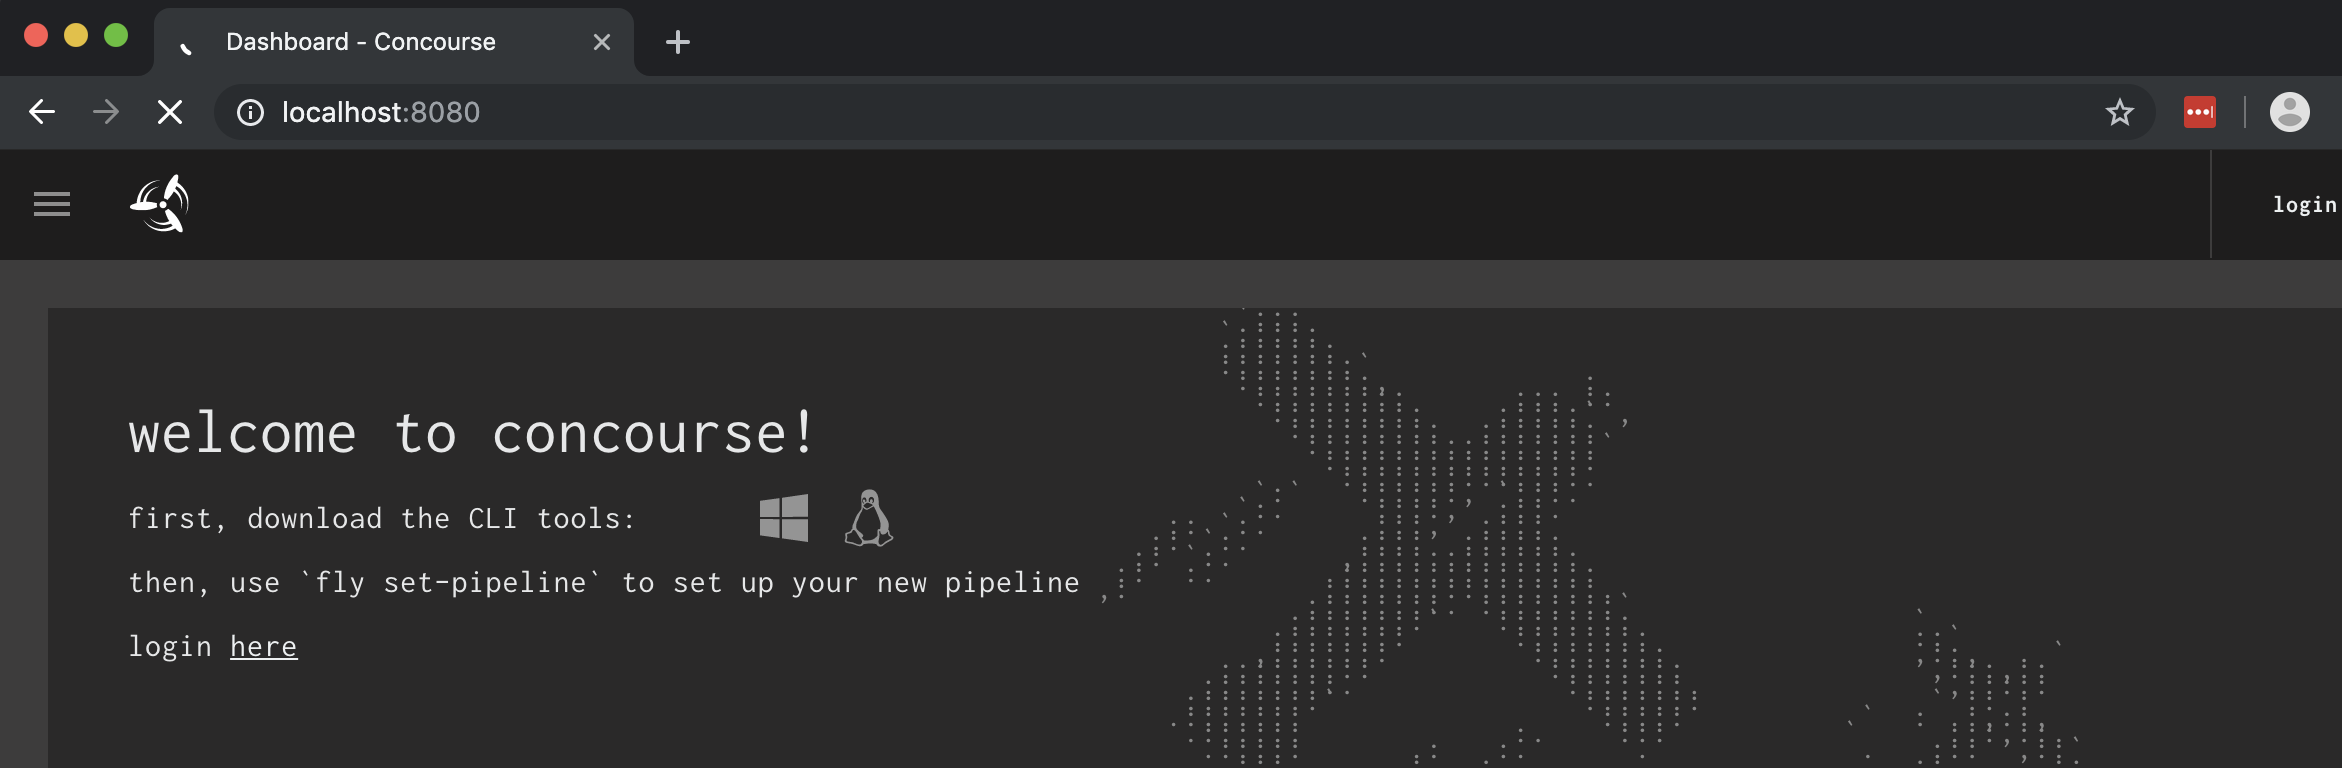 Dashboard - Concourse
localhost:8080
login
welcome to concourse!
first, download the CLI tools:
then, use `fly set-pipeline` to set up your new pipeline
login here